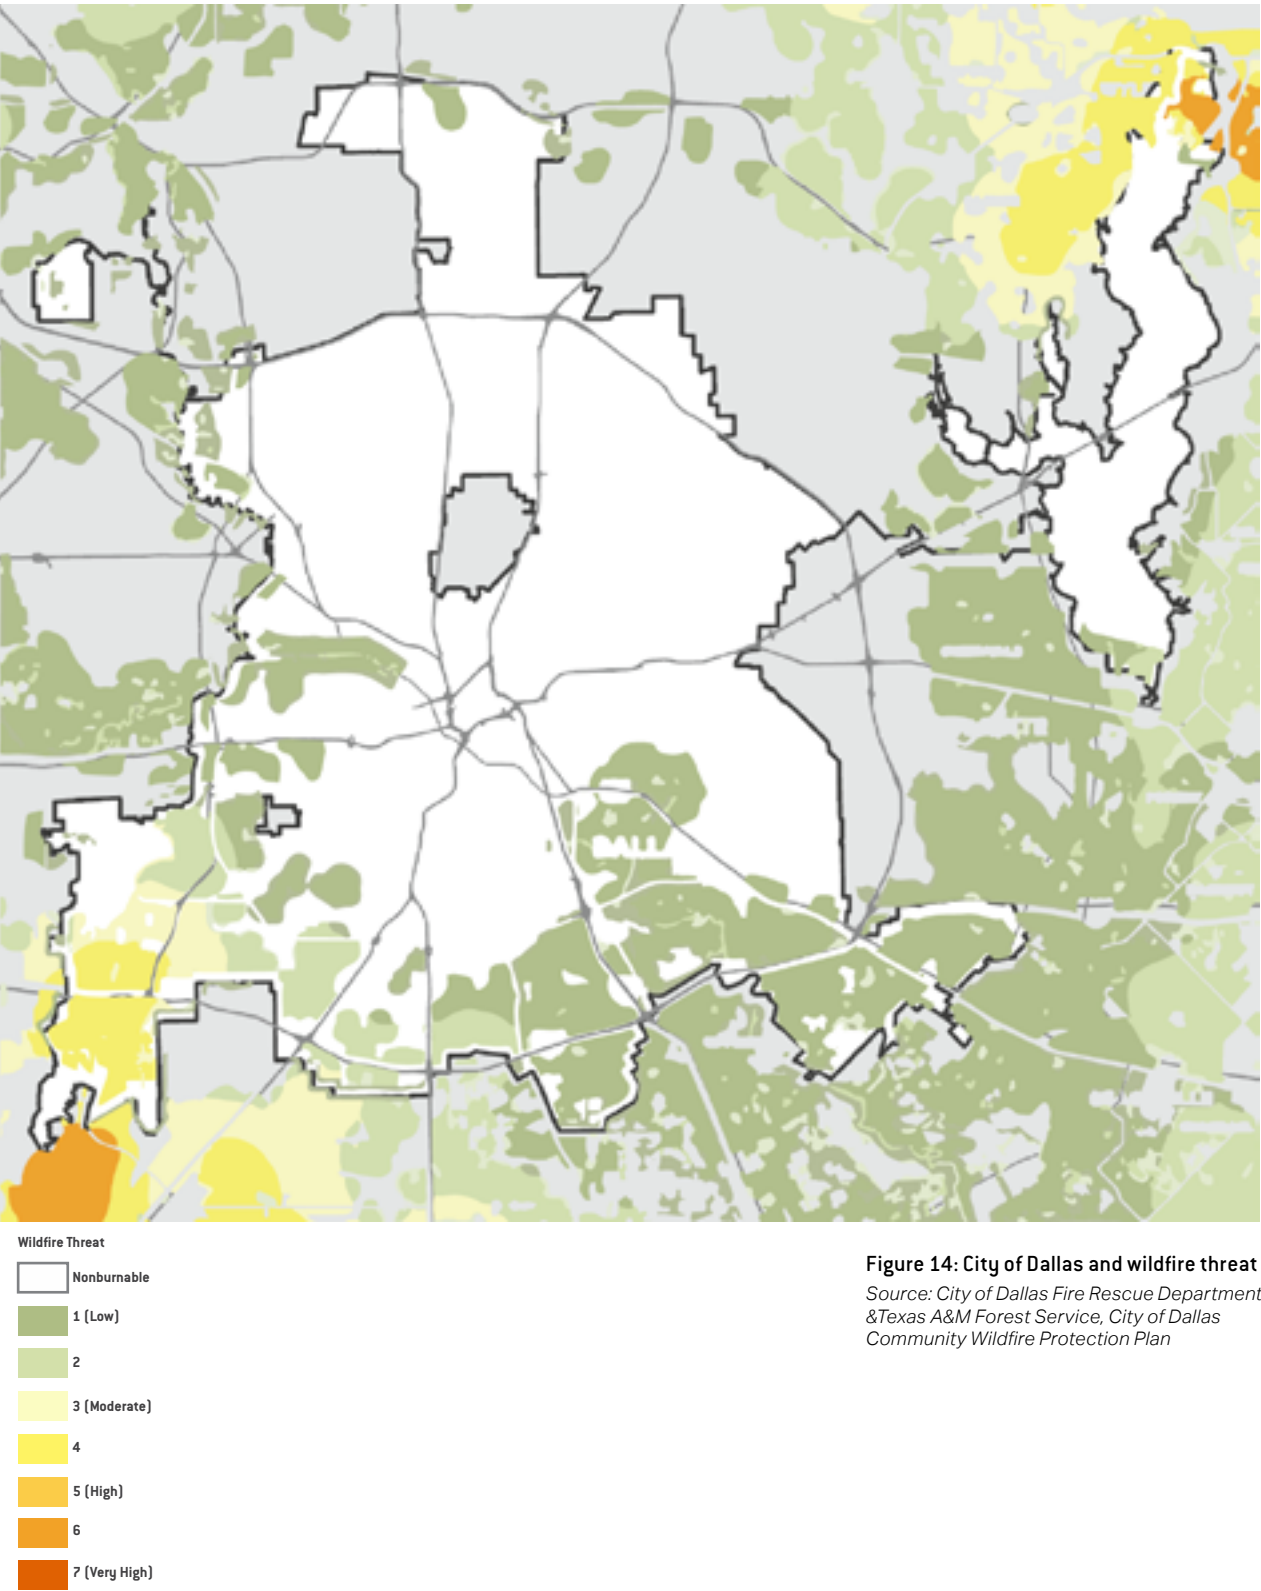 DALL
Wildfire Threat
Nonburnable
1 (Low)
2
3 (Moderate)
4
5 (High)
6
7 (Very High)
Figure 14: City of Dallas and wildfire threat
Source: City of Dallas Fire Rescue Department
&Texas A&M Forest Service, City of Dallas
Community Wildfire Protection Plan